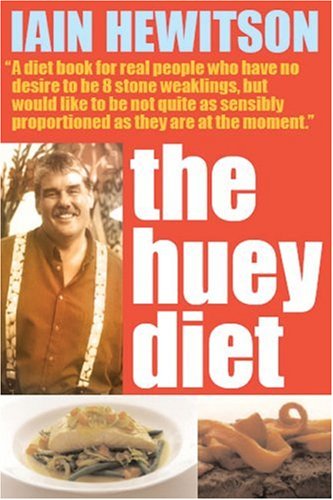 IAIN HEWITSON
“A diet book for real people who have no
desire to be 8 stone weaklings, but
would like to be not quite as sensibly
proportioned as they are at the moment.”
the
huey
diet